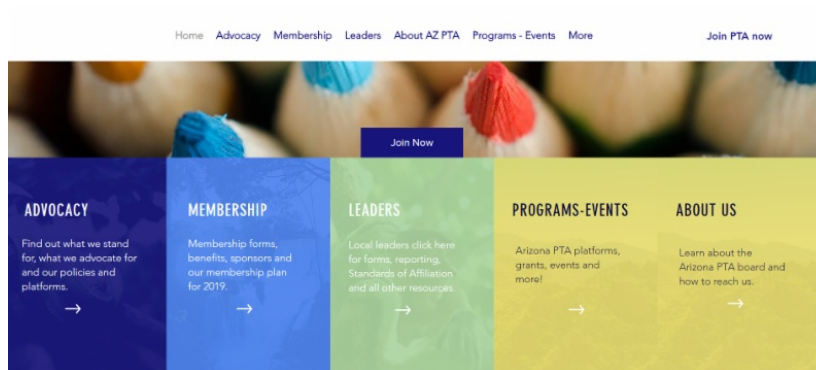 Home Advocacy Membership Leaders About AZ PTA Programs - Events More Join PTA now
Join Now
ADVOCACY
Find out what we stand
for, what we advocate for
and our policies and
platforms.
MEMBERSHIP
Membership forms,
benefits, sponsors and
our membership plan
for 2019.
LEADERS
Local leaders click here
for forms, reporting,
Standards of Affiliation
and all other resources.
PROGRAMS-EVENTS
Arizona PTA platforms,
grants, events and
more!
ABOUT US
Learn about the
Arizona PTA board and
how to reach us.